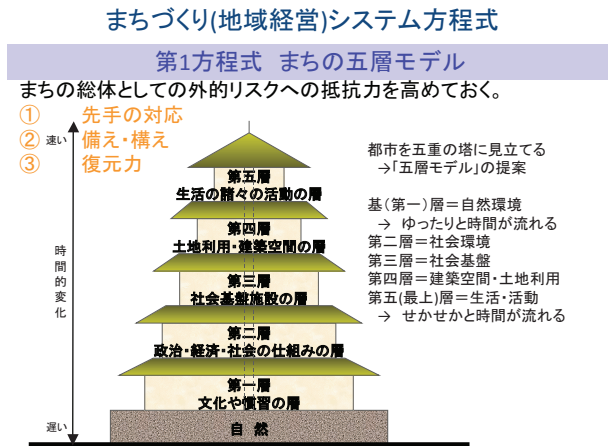 まちづくり(地域経営)システム方程式
第1方程式 まちの五層モデル
まちの総体としての外的リスクへの抵抗力を高めておく。
① 先手の対応
② 備え・構え
③ 復元力
速い
時間的変化
遅い
第五層
生活の諸々の活動の層
第四層
土地利用・建築空間の層
第三層
社会基盤施設の層
第二層
政治・経済・社会の仕組みの層
第一層
文化や慣習の層
自 然
都市を五重の塔に見立てる
→「五層モデル」の提案
基(第一)層＝自然環境
→ ゆったりと時間が流れる
第二層＝社会環境
第三層＝社会基盤
第四層＝建築空間・土地利用
第五(最上)層＝生活・活動
→ せかせかと時間が流れる